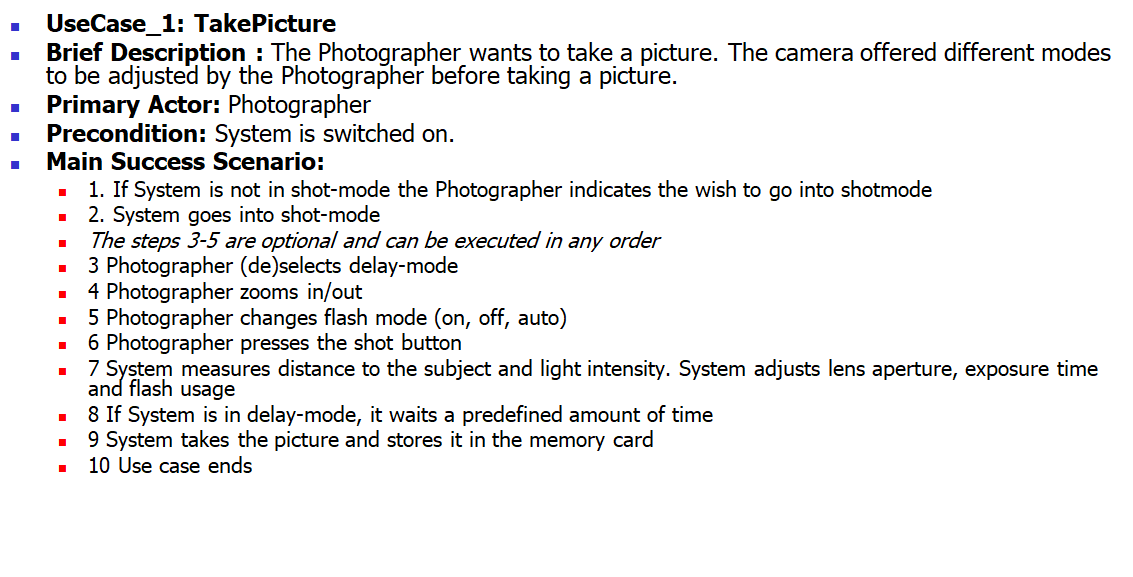 UseCase_1: TakePicture
Brief Description : The Photographer wants to take a picture. The camera offered different modes
to be adjusted by the Photographer before taking a picture.
Primary Actor: Photographer
Precondition: System is switched on.
Main Success Scenario:
1. If System is not in shot-mode the Photographer indicates the wish to go into shotmode
2. System goes into shot-mode
The steps 3-5 are optional and can be executed in any order
3 Photographer (de)selects delay-mode
4 Photographer zooms in/out
5 Photographer changes flash mode (on, off, auto)
6 Photographer presses the shot button
7 System measures distance to the subject and light intensity. System adjusts lens aperture, exposure time
and flash usage
8 If System is in delay-mode, it waits a predefined amount of time
9 System takes the picture and stores it in the memory card
10 Use case ends